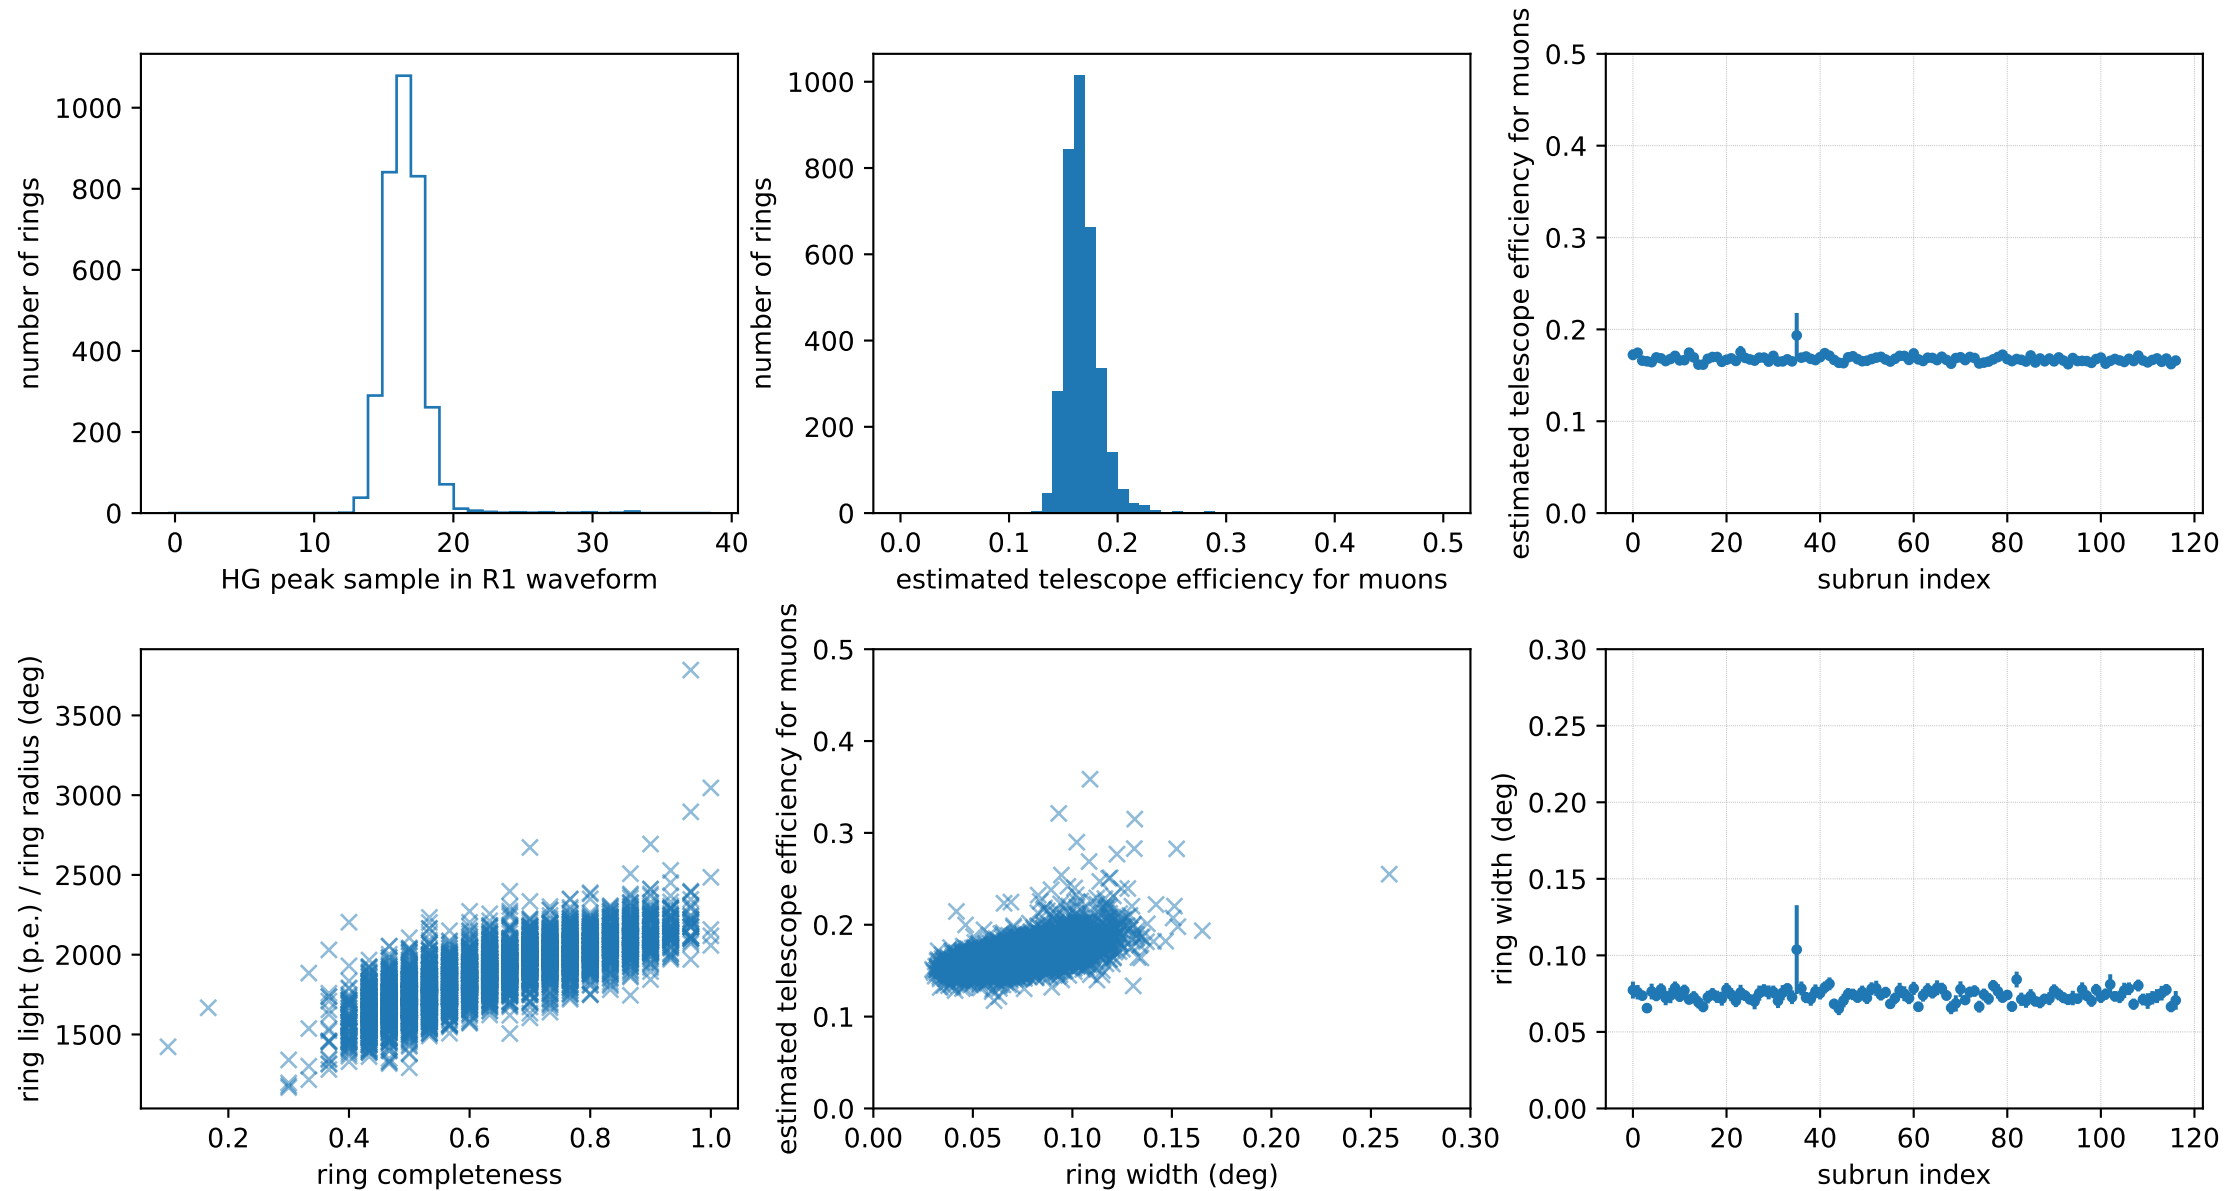 number of rings
1000
800
600
400
200
0
0 10 20 30 40
HG peak sample in R1 waveform
number of rings
1000
800
600
400
200
0
0.0 0.1 0.2 0.3 0.4 0.5
estimated telescope efficiency for muons
estimated telescope efficiency for muons
0.5
0.4
0.3
0.2
0.1
0.0
0 20 40 60 80 100 120
subrun index
ring light (p.e.) / ring radius (deg)
3500
3000
2500
2000
1500
0.2 0.4 0.6 0.8 1.0
ring completeness
estimated telescope efficiency for muons
0.5
0.4
0.3
0.2
0.1
0.0
0.00 0.05 0.10 0.15 0.20 0.25 0.30
ring width (deg)
ring width (deg)
0.30
0.25
0.20
0.15
0.10
0.05
0.00
0 20 40 60 80 100 120
subrun index